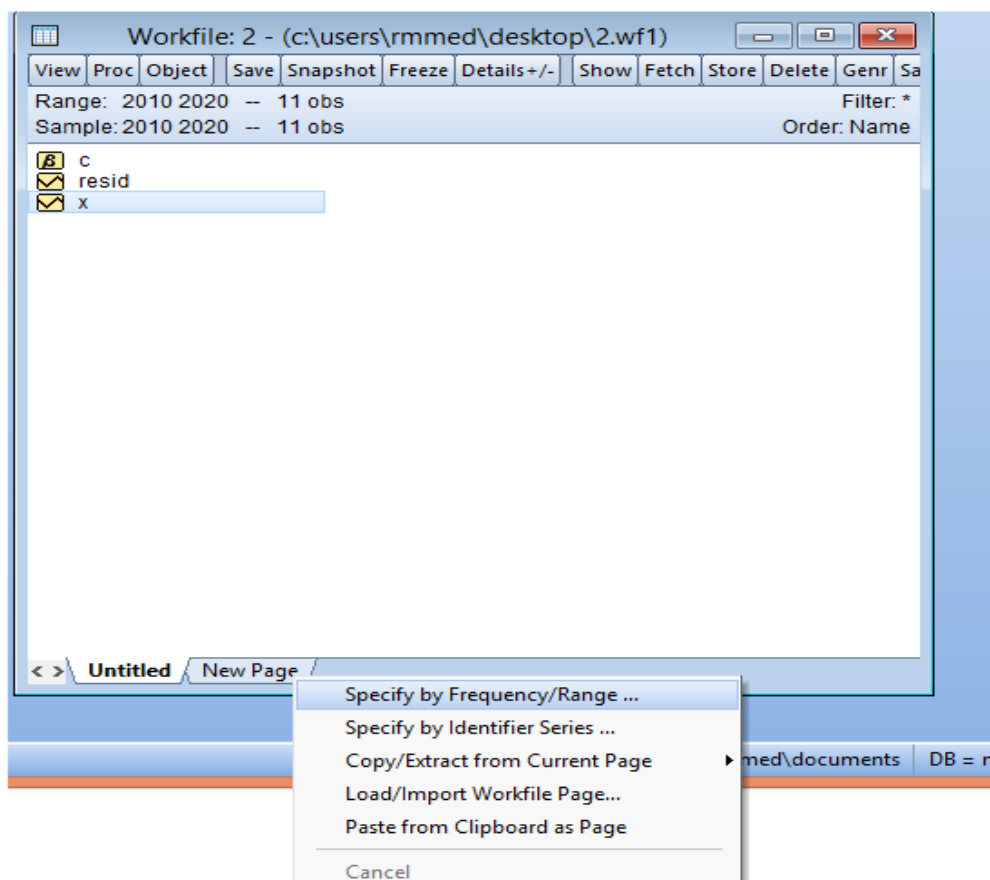 Workfile: 2 - (c:\users\rmmed\desktop\2.wf1)
View Proc Object Save Snapshot Freeze Details+/- Show Fetch Store Delete Genr Sa
Range: 2010 2020 -- 11 obs Filter: *
Sample: 2010 2020 -- 11 obs Order: Name
β c
resid
x
< > Untitled New Page
Specify by Frequency/Range ...
Specify by Identifier Series ...
Copy/Extract from Current Page
med\documents DB = r
Load/Import Workfile Page...
Paste from Clipboard as Page
Cancel